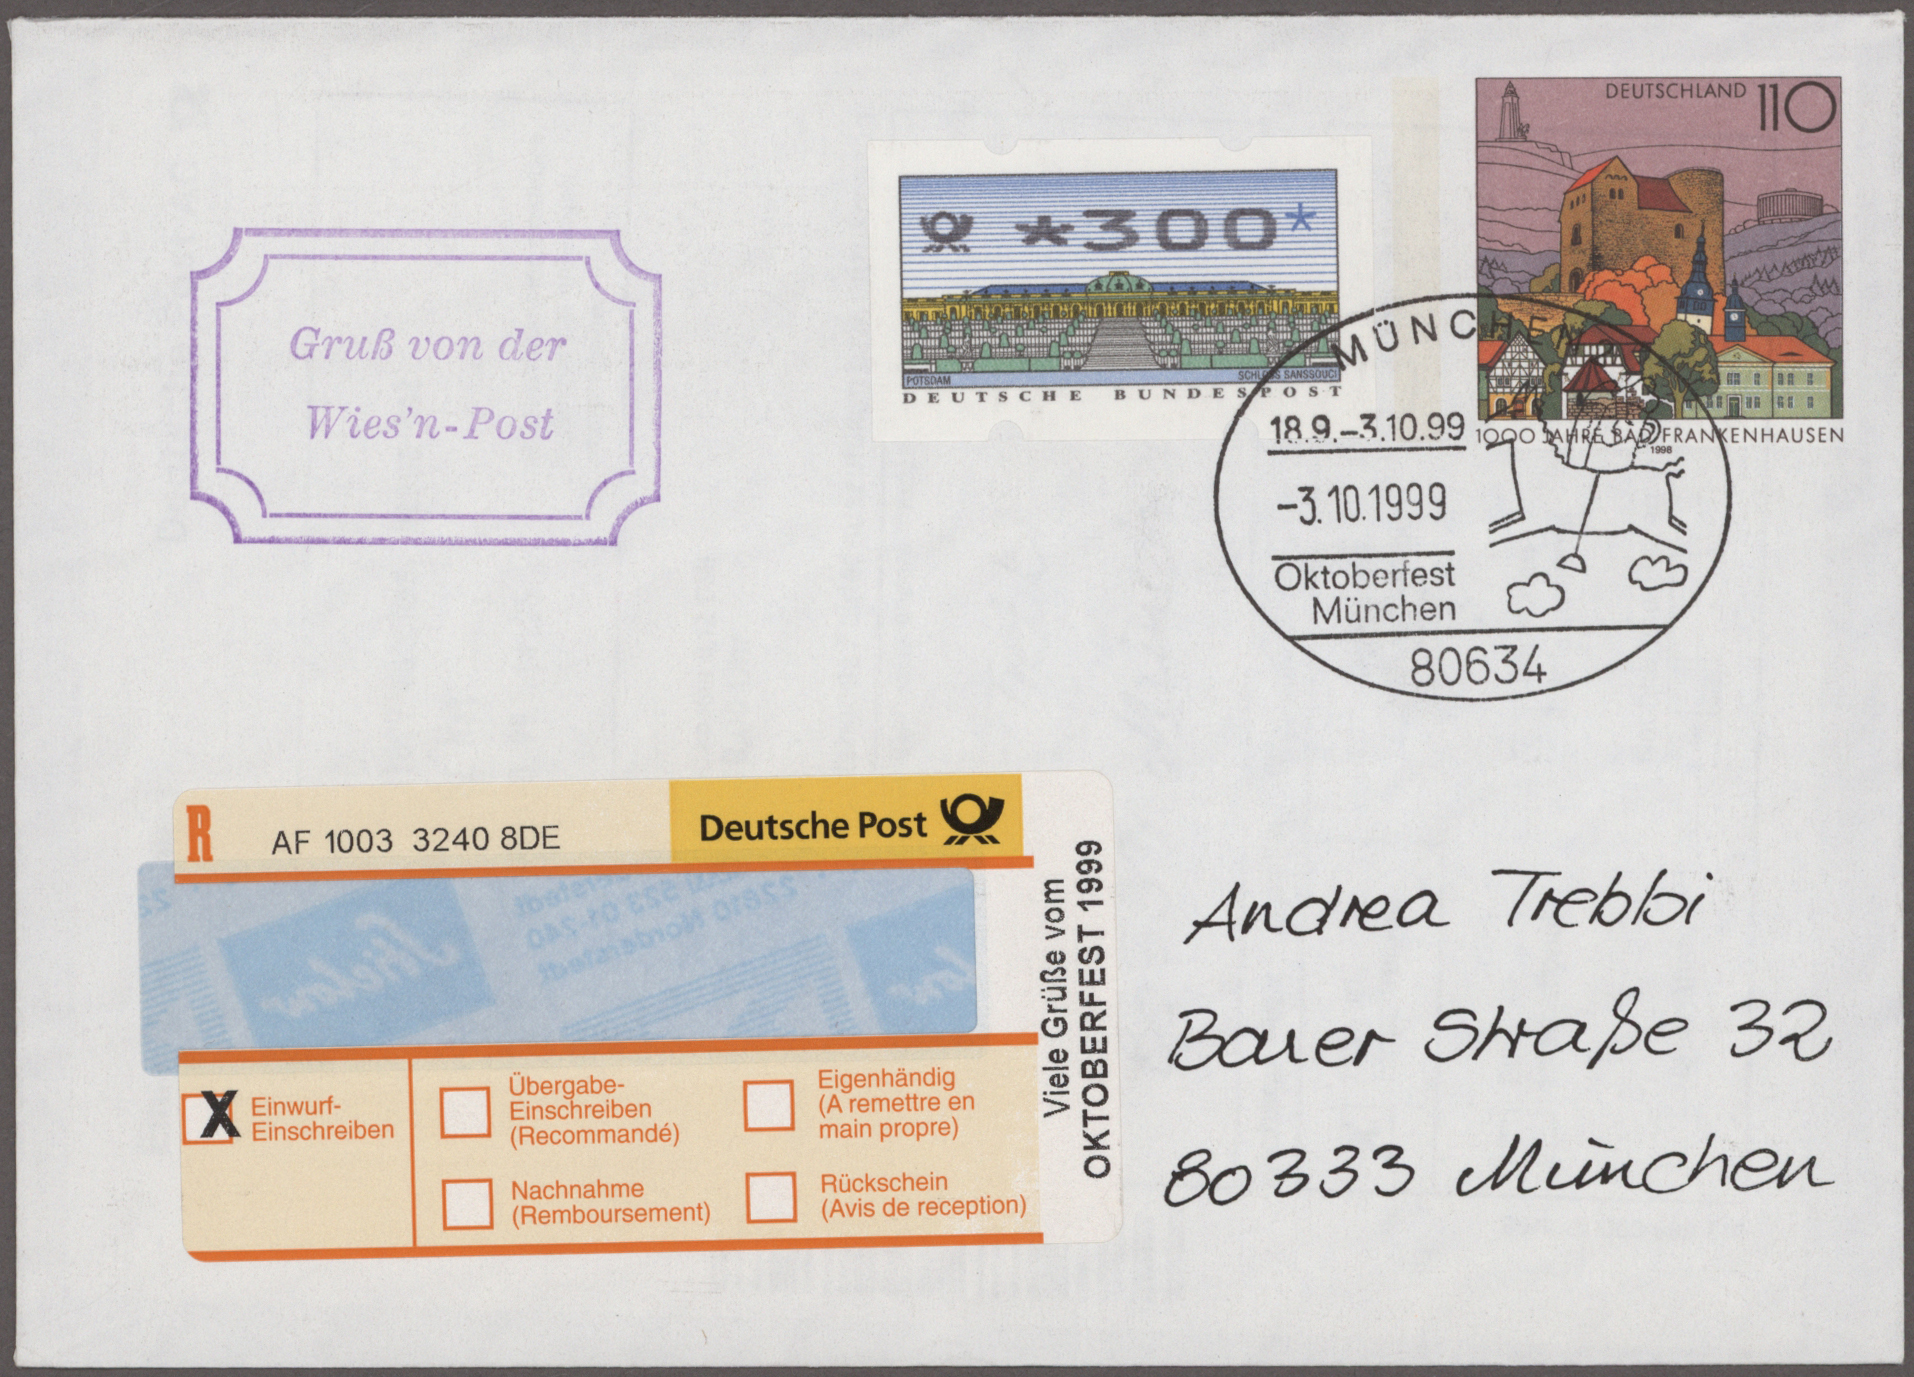 DEUTSCHLAND 110
*300*
POTSDAM
SCHLOSS SANSSOUCI
DEUTSCHE BUNDESPOST
1000 JAHRE BAD FRANKENHAUSEN
1998
Gruß von der
Wies'n-Post
MÜNCHEN
18.9.-3.10.99
-3.10.1999
Oktoberfest
München
80634
R
AF 1003 3240 8DE
Deutsche Post
22810 Norderstedt
Einwurf-
Einschreiben
X
Übergabe-
Einschreiben
(Recommandé)
Eigenhändig
(A remettre en
main propre)
Nachnahme
(Remboursement)
Rückschein
(Avis de reception)
Viele Grüße vom
OKTOBERFEST 1999
Andrea Trebbi
Barer Straße 32
80333 München